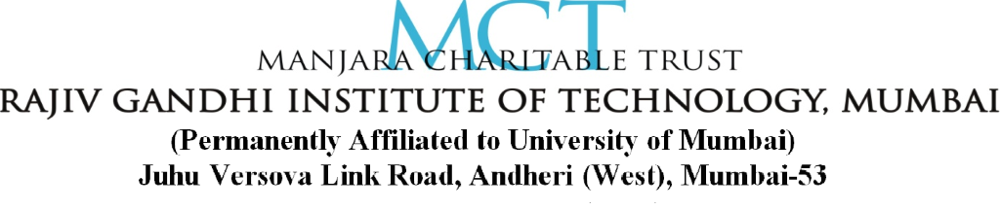 MCT
MANJARA CHARITABLE TRUST
RAJIV GANDHI INSTITUTE OF TECHNOLOGY, MUMBAI
(Permanently Affiliated to University of Mumbai)
Juhu Versova Link Road, Andheri (West), Mumbai-53